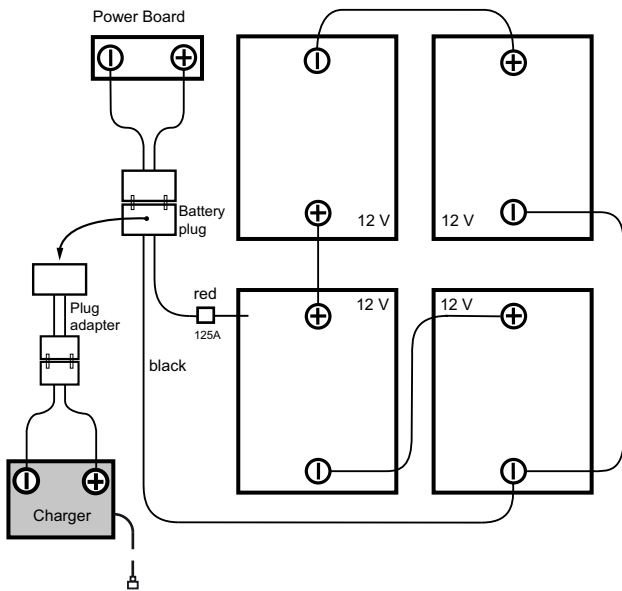 Power Board
12 V
12 V
Battery
plug
red
125A
12 V
12 V
Plug
adapter
black
Charger